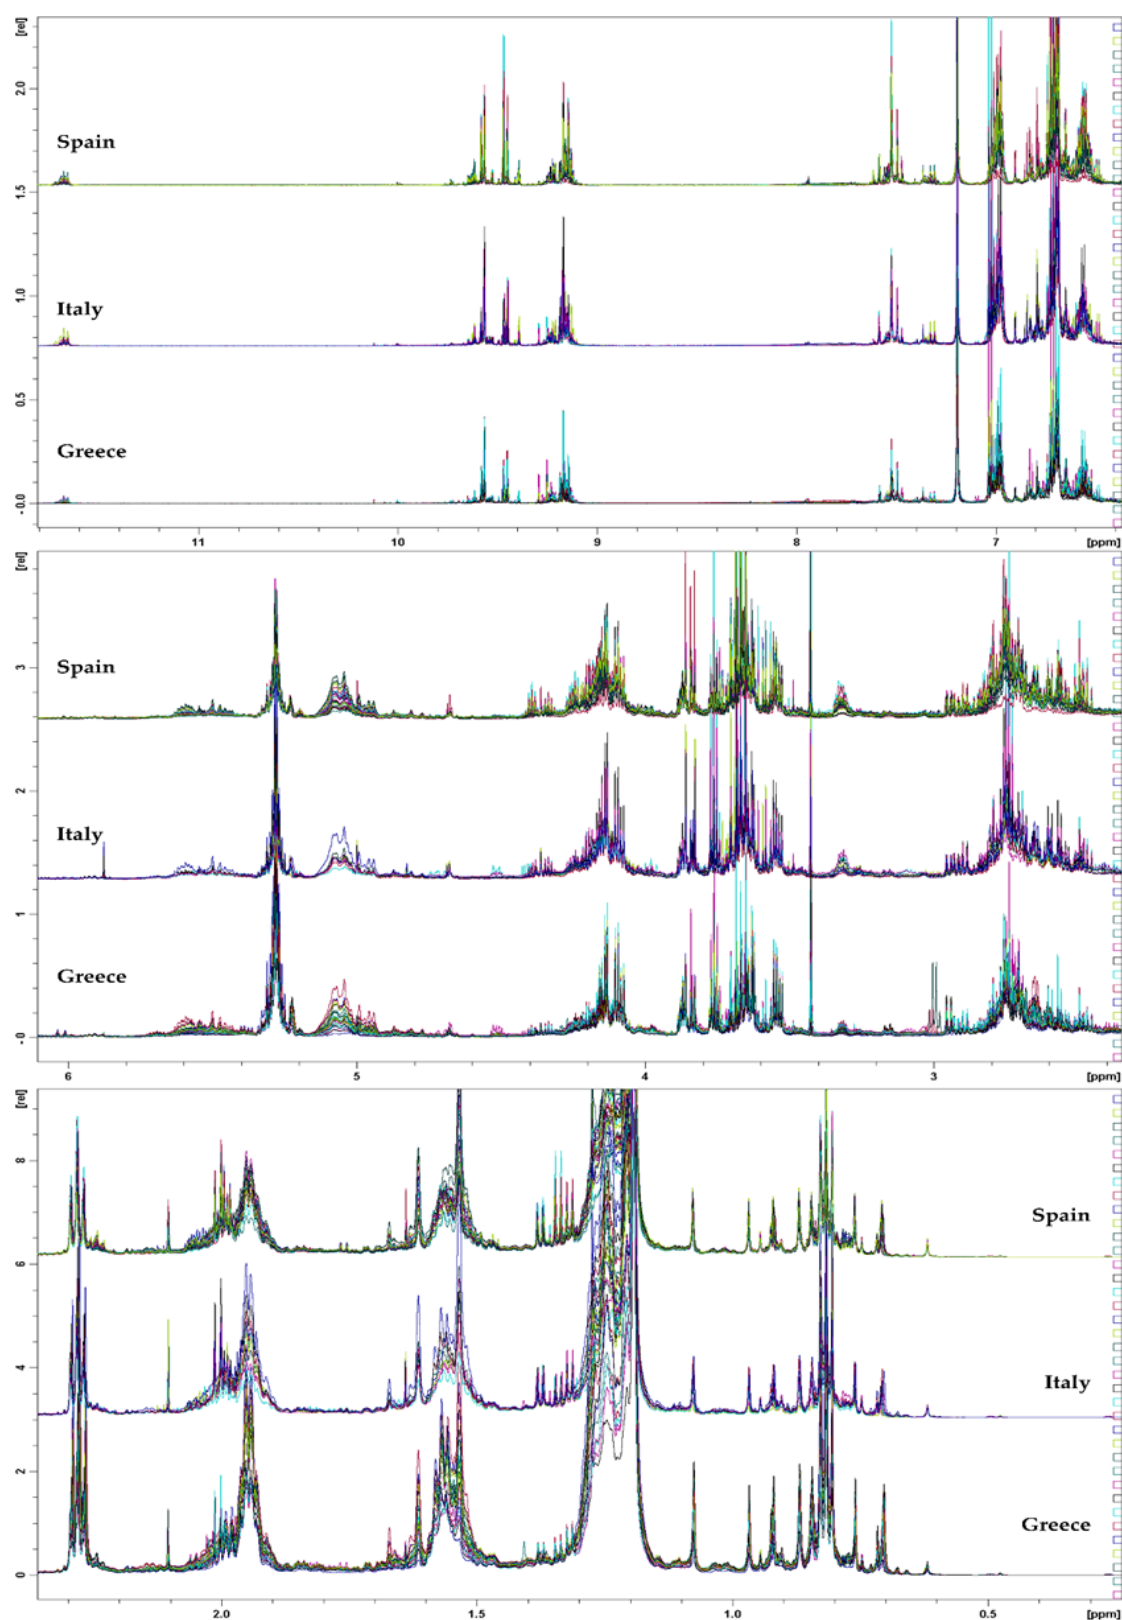 [rel]
2.0
Spain
1.5
Italy
1.0
0.5
Greece
- 0.0
11 10 9 8 7 [ppm]
[rel]
Spain
3
2
Italy
1
Greece
- 0
6 5 4 3 [ppm]
[rel]
8
Spain
6
Italy
4
2
Greece
0
2.0 1.5 1.0 0.5 [ppm]